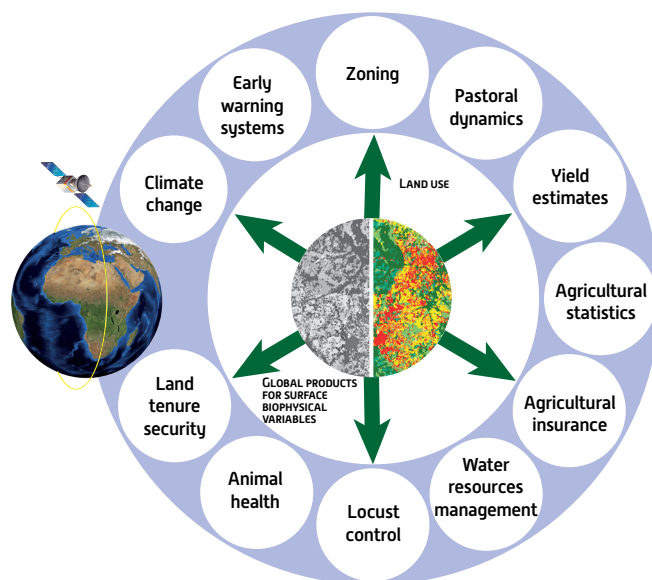 Zoning
Early
warning
systems
Pastoral
dynamics
Climate
change
LAND USE
Yield
estimates
Agricultural
statistics
Land
tenure
security
GLOBAL PRODUCTS
FOR SURFACE
BIOPHYSICAL
VARIABLES
Agricultural
insurance
Animal
health
Locust
control
Water
resources
management